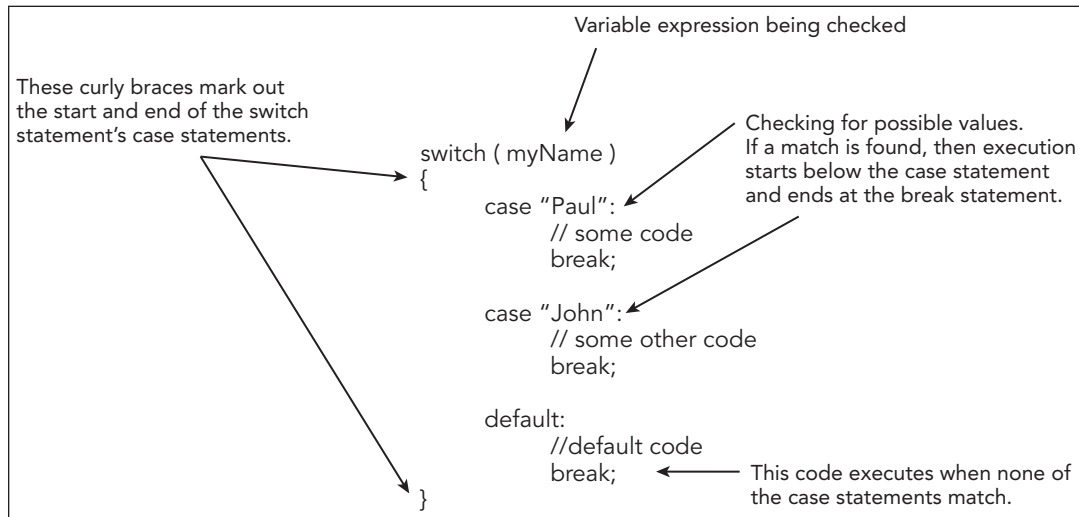 Variable expression being checked
These curly braces mark out
the start and end of the switch
statement’s case statements.
Checking for possible values.
If a match is found, then execution
starts below the case statement
and ends at the break statement.
switch ( myName )
{
case “Paul”:
// some code
break;
case “John”:
// some other code
break;
default:
//default code
break;
This code executes when none of
the case statements match.
}